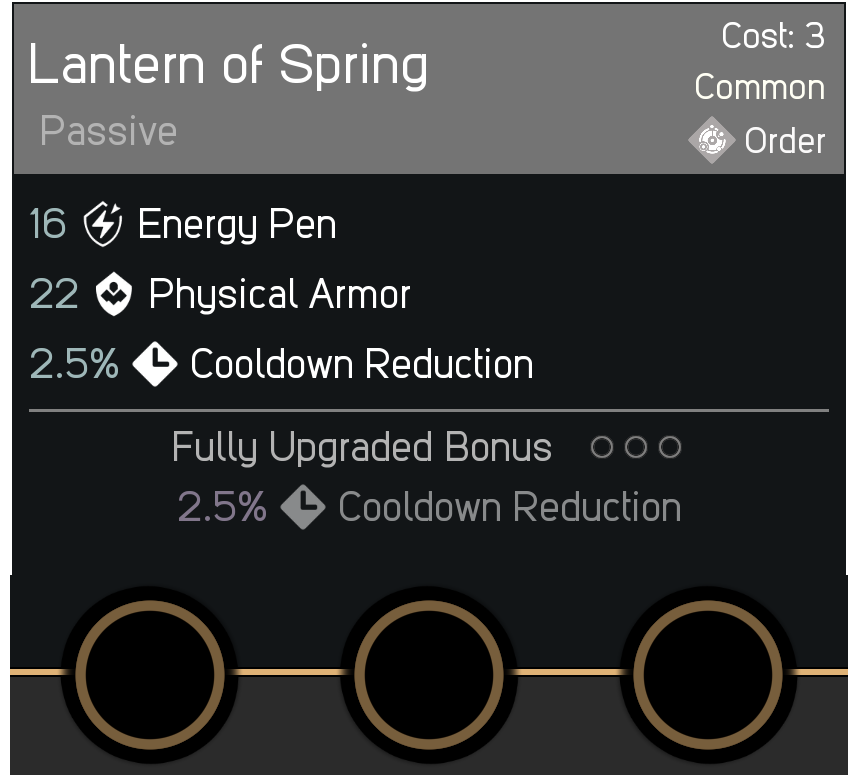 Lantern of Spring
Cost: 3
Passive
Common
Order
16 Energy Pen
22 Physical Armor
2.5% Cooldown Reduction
Fully Upgraded Bonus
2.5% Cooldown Reduction